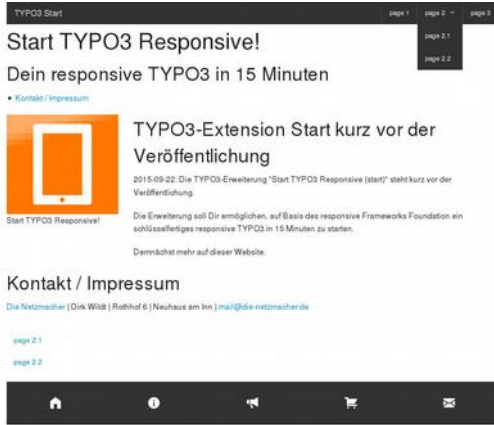 TYPO3 Start
page 1
page 2
page 3
page 2.1
page 2.2
Start TYPO3 Responsive!
Dein responsive TYPO3 in 15 Minuten
• Kontakt / Impressum
Start TYPO3 Responsive!
TYPO3-Extension Start kurz vor der
Veröffentlichung
2015-09-22: Die TYPO3-Erweiterung "Start TYPO3 Responsive (start)" steht kurz vor der
Veröffentlichung.
Die Erweiterung soll Dir ermöglichen, auf Basis des responsive Frameworks Foundation ein
schlüsselfertiges responsive TYPO3 in 15 Minuten zu starten.
Demnächst mehr auf dieser Website.
Kontakt / Impressum
Die Netzmacher | Dirk Wildt | Rothhof 6 | Neuhaus am Inn | mail@die-netzmacher.de
page 2.1
page 2.2